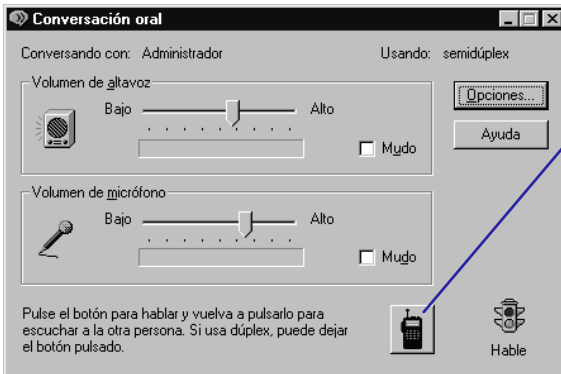 Conversación oral
Conversando con: Administrador Usando: semidúplex
Volumen de altavoz
Bajo Alto
Mudo
Opciones...
Ayuda
Volumen de micrófono
Bajo Alto
Mudo
Pulse el botón para hablar y vuelva a pulsarlo para
escuchar a la otra persona. Si usa dúplex, puede dejar
el botón pulsado.
Hable